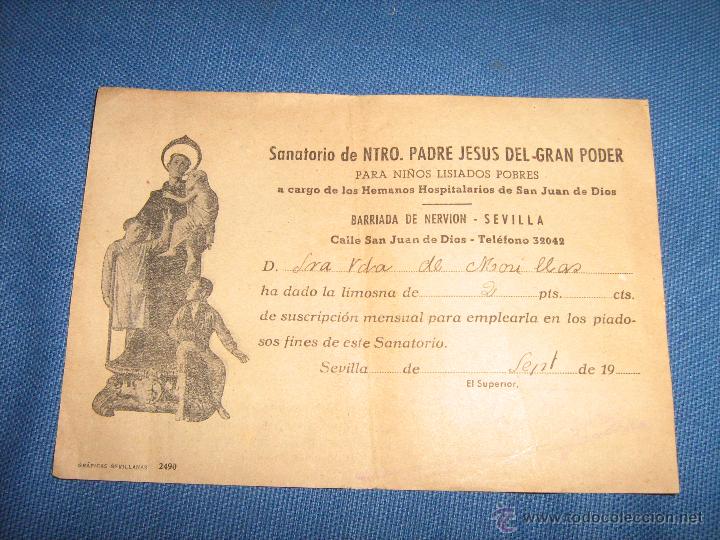 Sanatorio de NTRO. PADRE JESUS DEL GRAN PODER
PARA NIÑOS LISIADOS POBRES
a cargo de los Hemanos Hospitalarios de San Juan de Dios
BARRIADA DE NERVION - SEVILLA
Calle San Juan de Dios - Teléfono 32042
D. Sra Vda de Morillas
ha dado la limosna de 2 pts. cts.
de suscripción mensual para emplearla en los piado-
sos fines de este Sanatorio.
Sevilla de Sept de 19
El Superior,
GRÁFICAS SEVILLANAS 2490
todocoleccion
www.todocoleccion.net